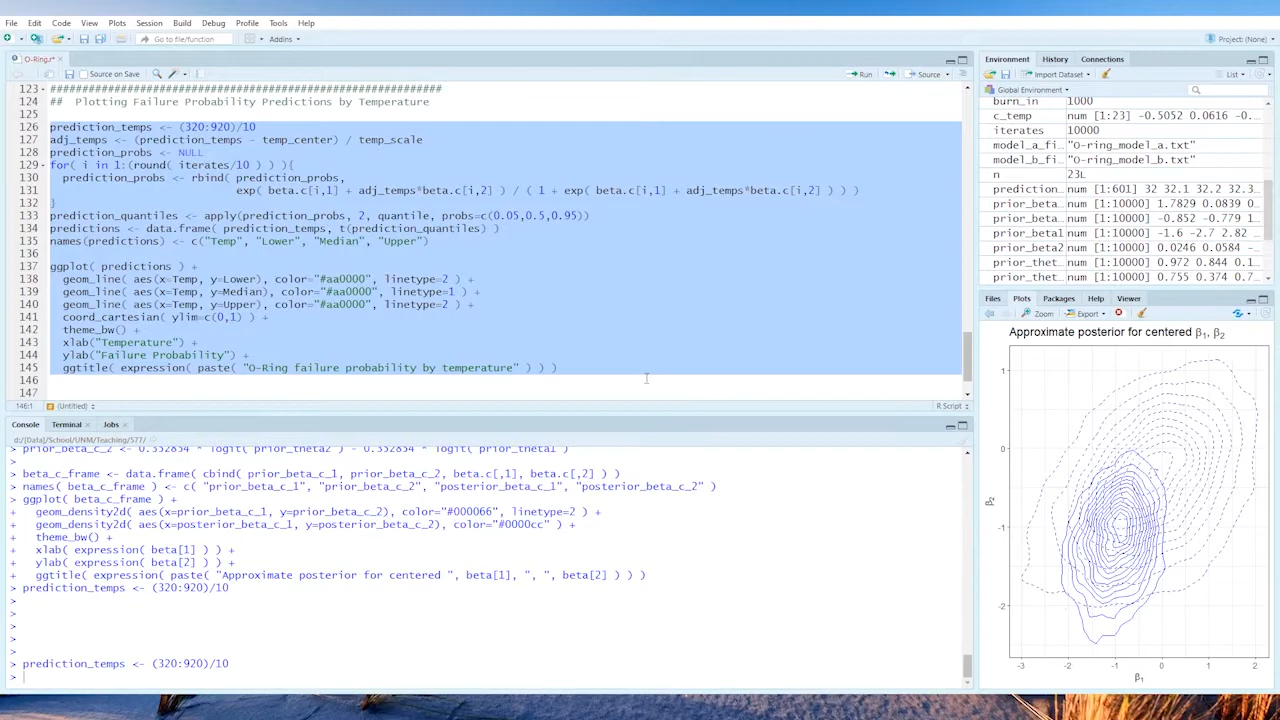 File Edit Code View Plots Session Build Debug Profile Tools Help
Go to file/function Addins Project: (None)
O-Ring.r* ×
Source on Save Run Source
123 ##############################################################
124 ## Plotting Failure Probability Predictions by Temperature
125
126 prediction_temps <- (320:920)/10
127 adj_temps <- (prediction_temps - temp_center) / temp_scale
128 prediction_probs <- NULL
129 for( i in 1:(round( iterates/10 ) ) ){
130 prediction_probs <- rbind( prediction_probs,
131 exp( beta.c[i,1] + adj_temps*beta.c[i,2] ) / ( 1 + exp( beta.c[i,1] + adj_temps*beta.c[i,2] ) ) )
132 }
133 prediction_quantiles <- apply(prediction_probs, 2, quantile, probs=c(0.05,0.5,0.95))
134 predictions <- data.frame( prediction_temps, t(prediction_quantiles) )
135 names(predictions) <- c("Temp", "Lower", "Median", "Upper")
136
137 ggplot( predictions ) +
138 geom_line( aes(x=Temp, y=Lower), color="#aa0000", linetype=2 ) +
139 geom_line( aes(x=Temp, y=Median), color="#aa0000", linetype=1 ) +
140 geom_line( aes(x=Temp, y=Upper), color="#aa0000", linetype=2 ) +
141 coord_cartesian( ylim=c(0,1) ) +
142 theme_bw() +
143 xlab("Temperature") +
144 ylab("Failure Probability") +
145 ggtitle( expression( paste( "O-Ring failure probability by temperature" ) ) )
146
147
146:1 (Untitled) R Script
Console Terminal × Jobs ×
d:/[Data]/School/UNM/Teaching/577/
> prior_beta_c_2 <- 0.352854 * logit( prior_theta2 ) - 0.352854 * logit( prior_theta1 )
>
> beta_c_frame <- data.frame( cbind( prior_beta_c_1, prior_beta_c_2, beta.c[,1], beta.c[,2] ) )
> names( beta_c_frame ) <- c( "prior_beta_c_1", "prior_beta_c_2", "posterior_beta_c_1", "posterior_beta_c_2" )
> ggplot( beta_c_frame ) +
+ geom_density2d( aes(x=prior_beta_c_1, y=prior_beta_c_2), color="#000066", linetype=2 ) +
+ geom_density2d( aes(x=posterior_beta_c_1, y=posterior_beta_c_2), color="#0000cc" ) +
+ theme_bw() +
+ xlab( expression( beta[1] ) ) +
+ ylab( expression( beta[2] ) ) +
+ ggtitle( expression( paste( "Approximate posterior for centered ", beta[1], ", ", beta[2] ) ) )
> prediction_temps <- (320:920)/10
>
>
>
>
>
> prediction_temps <- (320:920)/10
>
Environment History Connections
Import Dataset List
Global Environment
burn_in 1000
c_temp num [1:23] -0.5052 0.0616 -0...
iterates 10000
model_a_fi… "O-ring_model_a.txt"
model_b_fi… "O-ring_model_b.txt"
n 23L
prediction… num [1:601] 32 32.1 32.2 32.3…
prior_beta… num [1:10000] 1.7829 0.0839 0…
prior_beta… num [1:10000] -0.852 -0.779 1…
prior_beta1 num [1:10000] -1.6 -2.7 2.82 …
prior_beta2 num [1:10000] 0.0246 0.0584 -…
prior_thet… num [1:10000] 0.972 0.844 0.1…
prior_thet… num [1:10000] 0.755 0.374 0.7…
Files Plots Packages Help Viewer
Zoom Export
Approximate posterior for centered β1, β2
1
0
-1
-2
β2
-3 -2 -1 0 1 2
β1